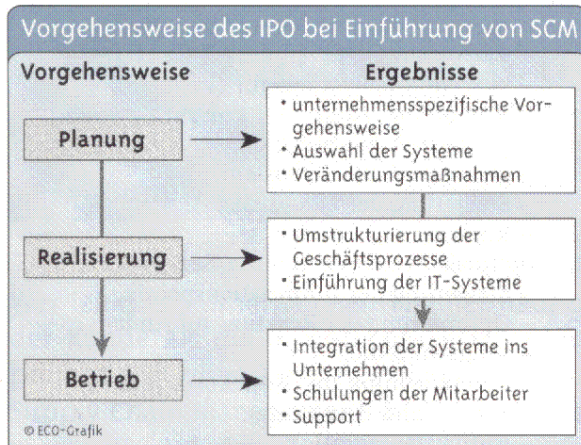 Vorgehensweise des IPO bei Einführung von SCM
Vorgehensweise
Ergebnisse
Planung
• unternehmensspezifische Vor-
gehensweise
• Auswahl der Systeme
• Veränderungsmaßnahmen
Realisierung
• Umstrukturierung der
Geschäftsprozesse
• Einführung der IT-Systeme
Betrieb
• Integration der Systeme ins
Unternehmen
• Schulungen der Mitarbeiter
• Support
© ECO-Grafik